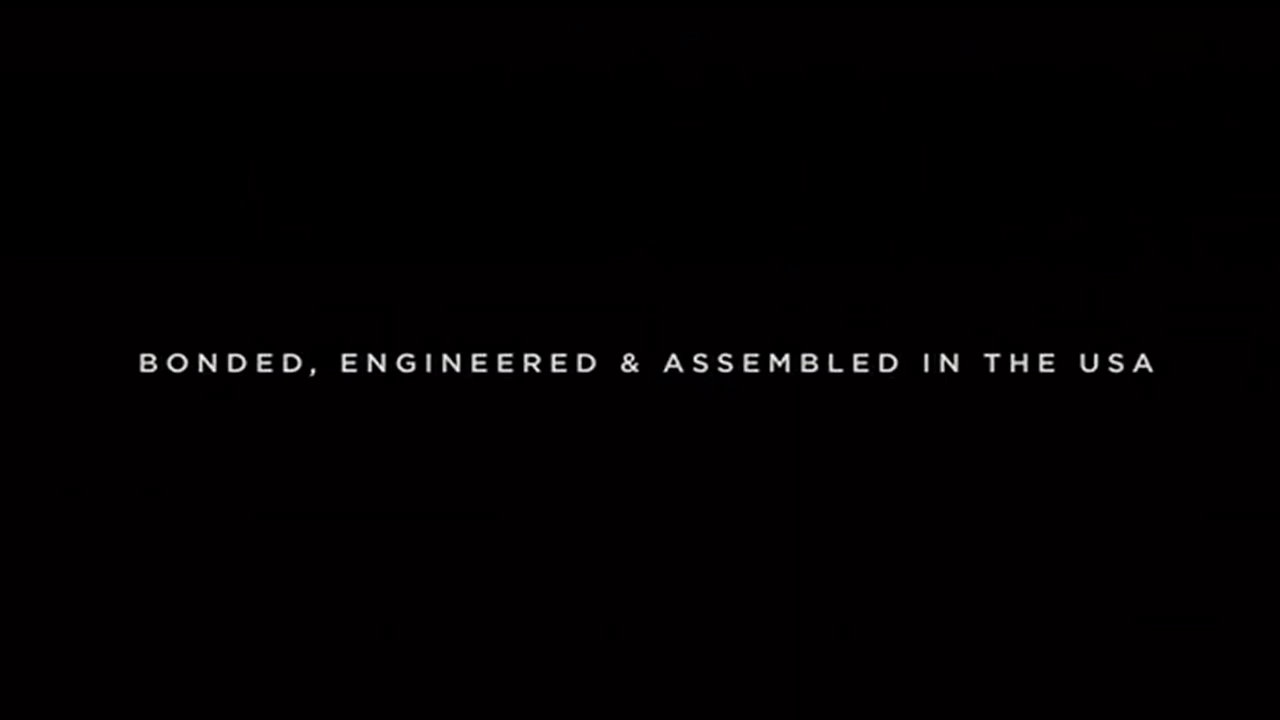 BONDED, ENGINEERED & ASSEMBLED IN THE USA